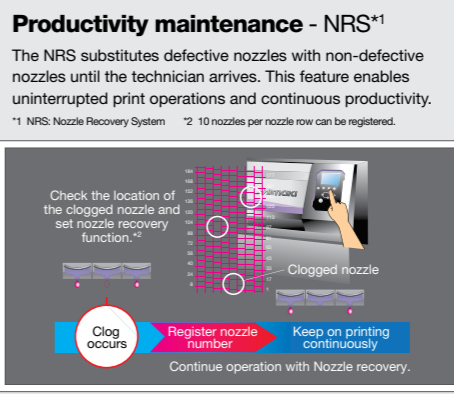 Productivity maintenance - NRS*1
The NRS substitutes defective nozzles with non-defective
nozzles until the technician arrives. This feature enables
uninterrupted print operations and continuous productivity.
*1 NRS: Nozzle Recovery System *2 10 nozzles per nozzle row can be registered.
Check the location of
the clogged nozzle and
set nozzle recovery
function.*2
Clogged nozzle
Clog
occurs
Register nozzle
number
Keep on printing
continuously
Continue operation with Nozzle recovery.